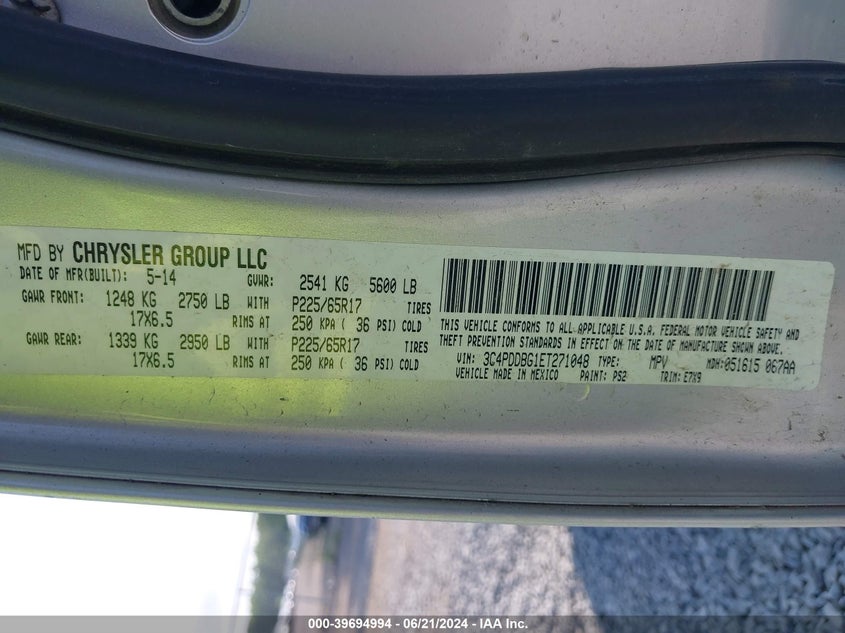 MFD BY CHRYSLER GROUP LLC
DATE OF MFR(BUILT): 5-14 GVWR: 2541 KG 5600 LB
GAWR FRONT: 1248 KG 2750 LB WITH P225/65R17 TIRES
17X6.5 RIMS AT 250 KPA ( 36 PSI) COLD
GAWR REAR: 1339 KG 2950 LB WITH P225/65R17 TIRES
17X6.5 RIMS AT 250 KPA ( 36 PSI) COLD
THIS VEHICLE CONFORMS TO ALL APPLICABLE U.S.A. FEDERAL MOTOR VEHICLE SAFETY AND
THEFT PREVENTION STANDARDS IN EFFECT ON THE DATE OF MANUFACTURE SHOWN ABOVE.
VIN: 3C4PDDBG1ET271048 TYPE: MPV MDH:051615 067AA
VEHICLE MADE IN MEXICO PAINT: PS2 TRIM: E7X9
000-39694994 - 06/21/2024 - IAA Inc.